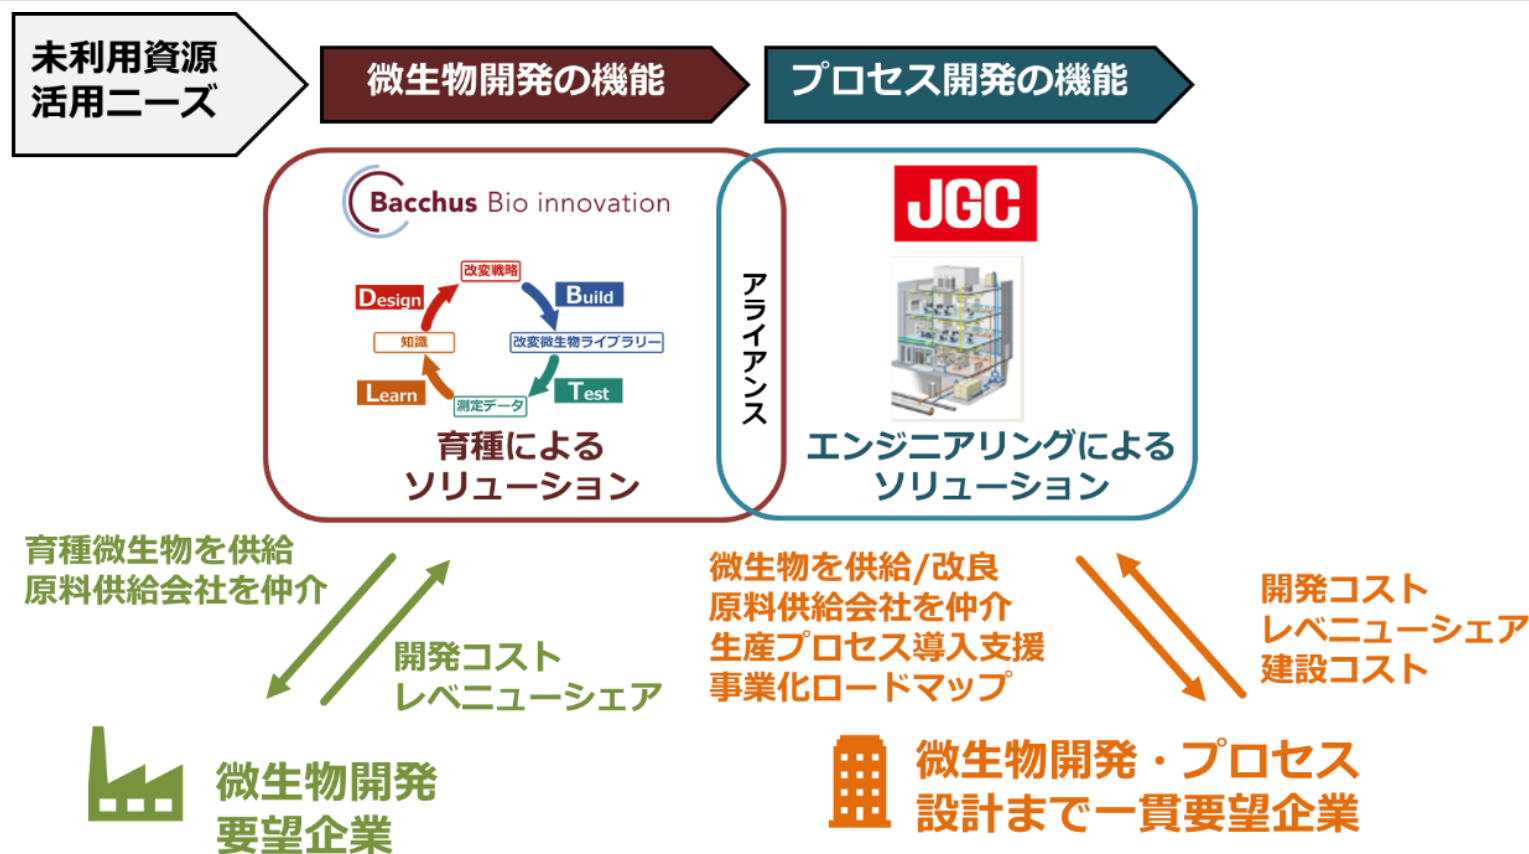 未利用資源
活用ニーズ
微生物開発の機能
プロセス開発の機能
Bacchus Bio innovation
JGC
改変戦略
Design
Build
知識
改変微生物ライブラリー
Learn
Test
測定データ
育種による
ソリューション
アライアンス
エンジニアリングによる
ソリューション
育種微生物を供給
原料供給会社を仲介
開発コスト
レベニューシェア
微生物を供給/改良
原料供給会社を仲介
生産プロセス導入支援
事業化ロードマップ
開発コスト
レベニューシェア
建設コスト
微生物開発
要望企業
微生物開発・プロセス
設計まで一貫要望企業